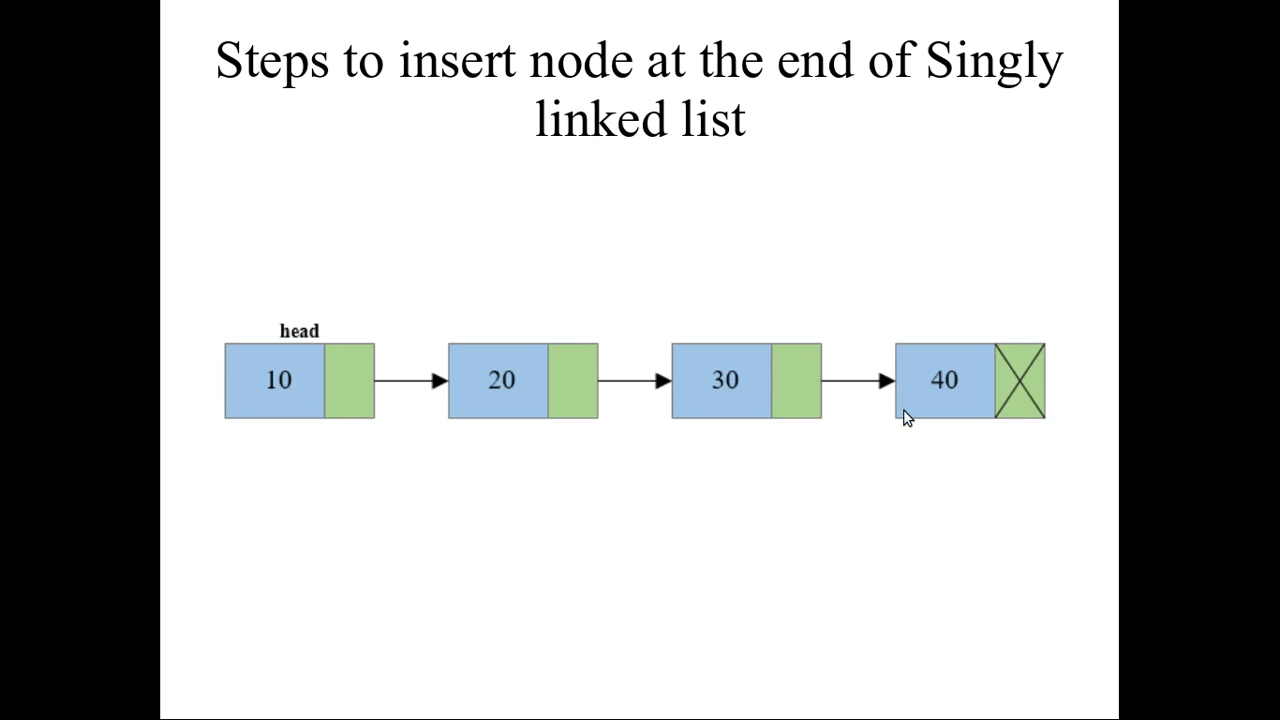 Steps to insert node at the end of Singly
linked list
head
10 20 30 40